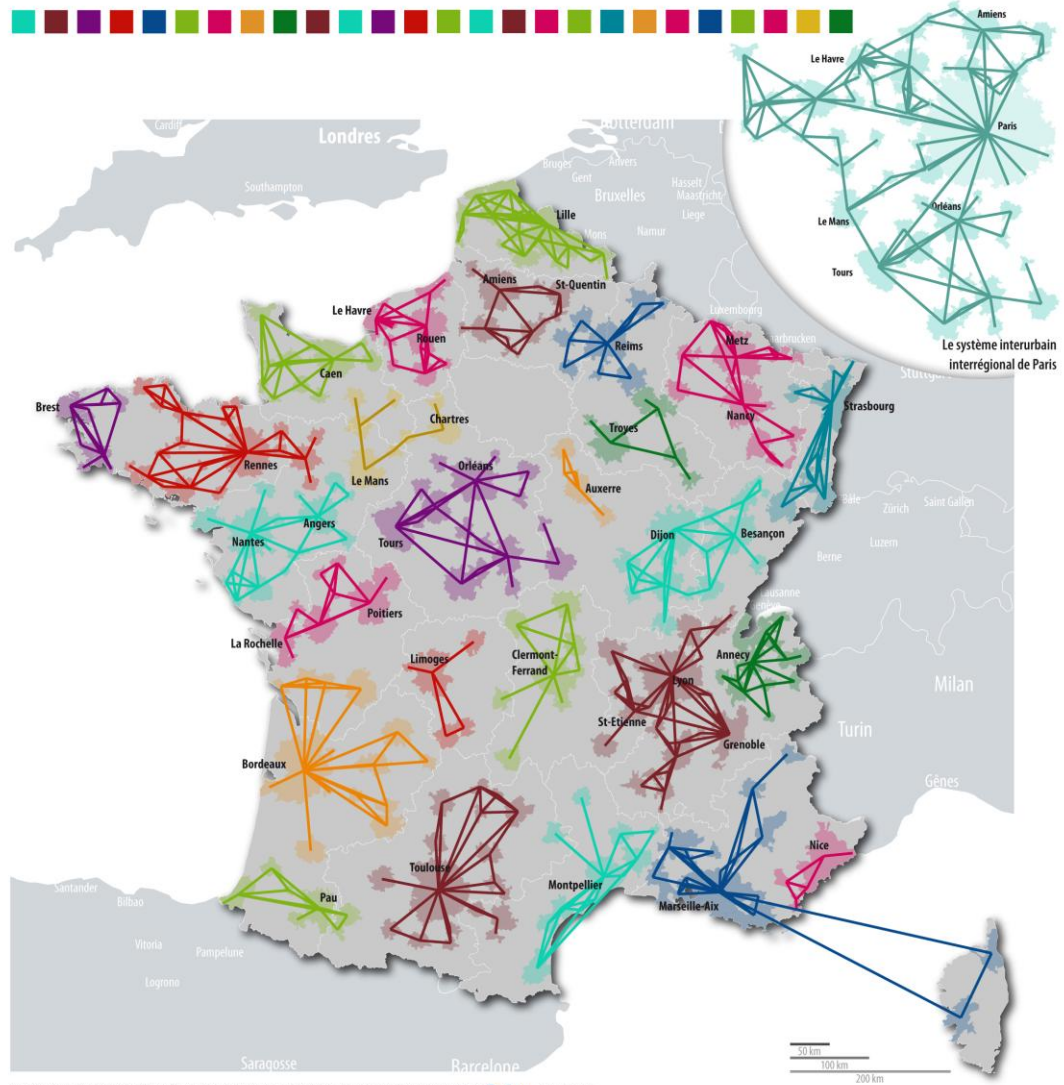 Amiens
Le Havre
Paris
Orléans
Le Mans
Tours
Le système interurbain
interrégional de Paris
Cardiff
Londres
Southampton
Rotterdam
Bruges
Anvers
Gent
Bruxelles
Hasselt
Maastricht
Liege
Lille
Mons
Namur
Amiens
St-Quentin
Le Havre
Rouen
Reims
Luxembourg
Metz
Caen
Nancy
Strasbourg
Brest
Chartres
Troyes
Rennes
Le Mans
Orléans
Auxerre
Bâle
Zürich
Saint Gallen
Angers
Nantes
Tours
Dijon
Besançon
Luzern
Berne
Lausanne
Poitiers
La Rochelle
Limoges
Clermont-
Ferrand
Annecy
Lyon
Milan
St-Etienne
Grenoble
Turin
Bordeaux
Gênes
Toulouse
Nice
Montpellier
Marseille-Aix
Pau
Santander
Bilbao
Vitoria
Pampelune
Logrono
Saragosse
Barcelone
50 km
100 km
200 km